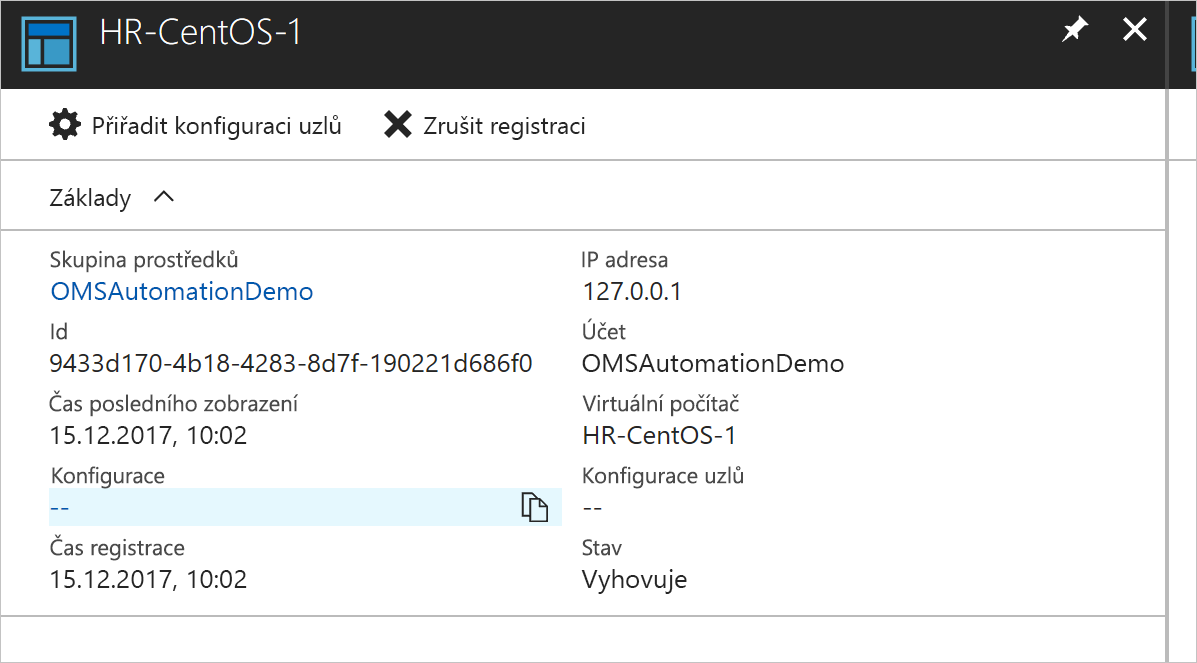 HR-CentOS-1
Přiřadit konfiguraci uzlů
Zrušit registraci
Základy
Skupina prostředků
OMSAutomationDemo
IP adresa
127.0.0.1
Id
9433d170-4b18-4283-8d7f-190221d686f0
Účet
OMSAutomationDemo
Čas posledního zobrazení
15.12.2017, 10:02
Virtuální počítač
HR-CentOS-1
Konfigurace
--
Konfigurace uzlů
--
Čas registrace
15.12.2017, 10:02
Stav
Vyhovuje